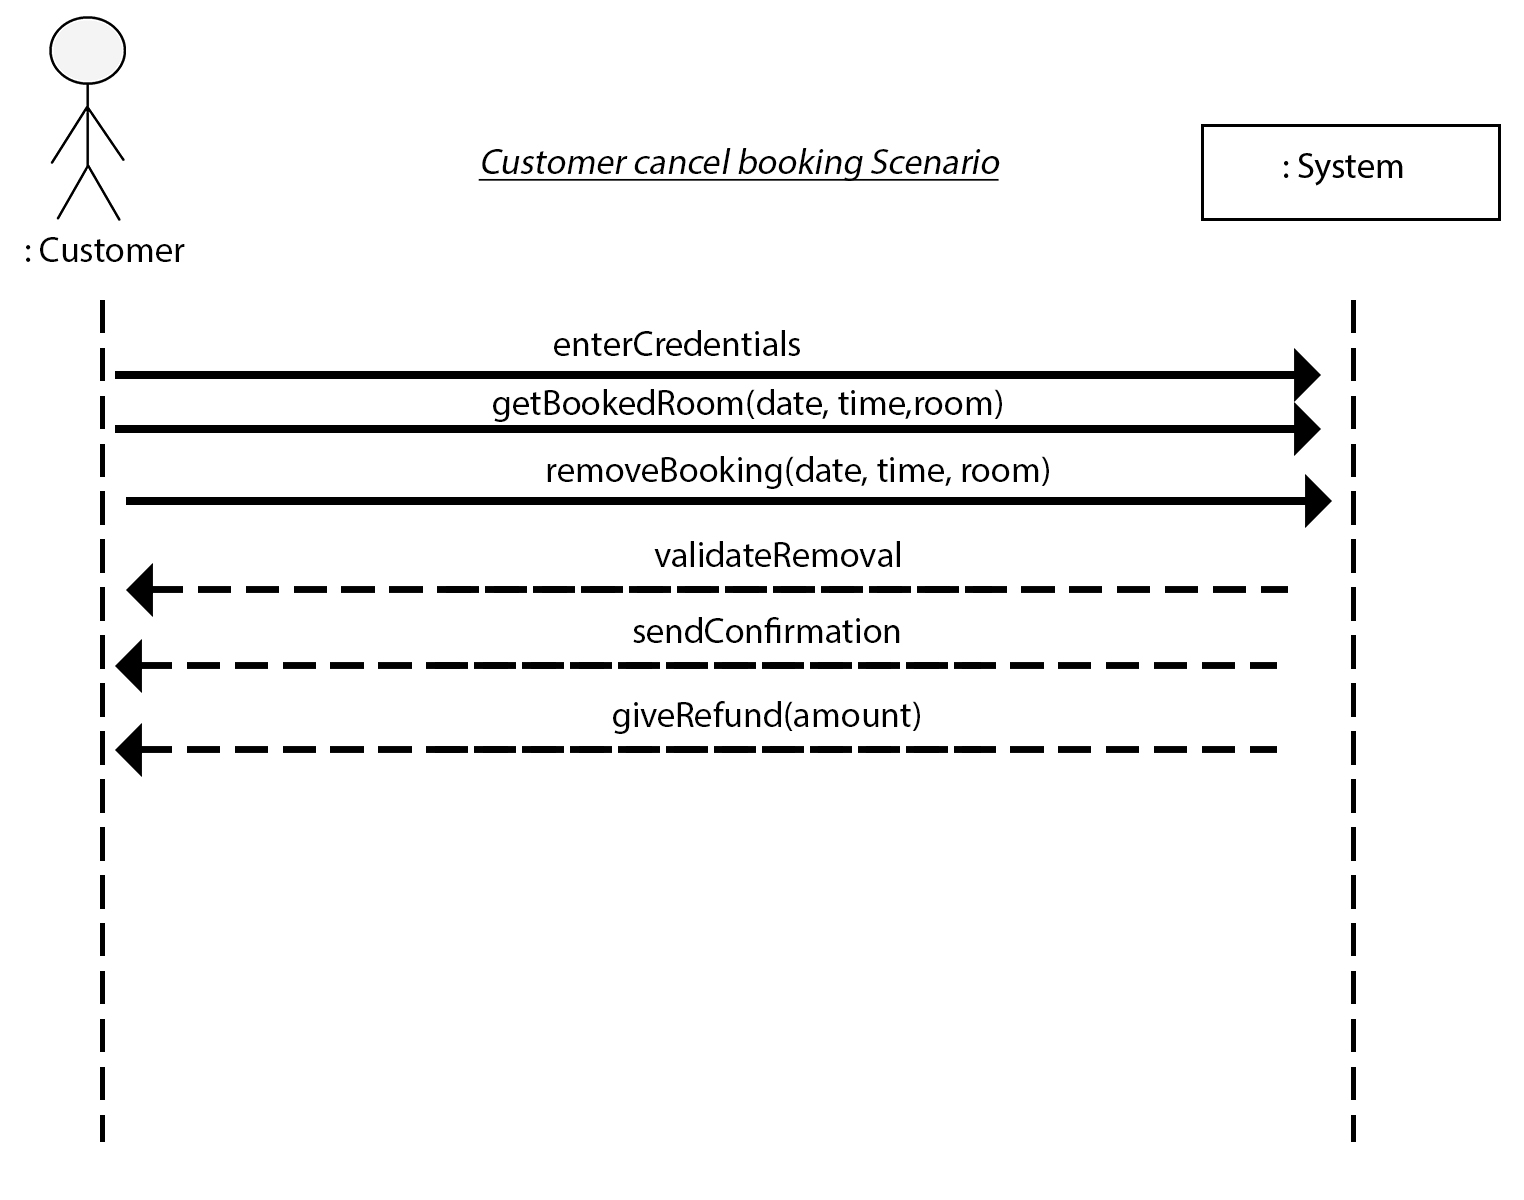 Customer cancel booking Scenario
: System
: Customer
enterCredentials
getBookedRoom(date, time,room)
removeBooking(date, time, room)
validateRemoval
sendConfirmation
giveRefund(amount)